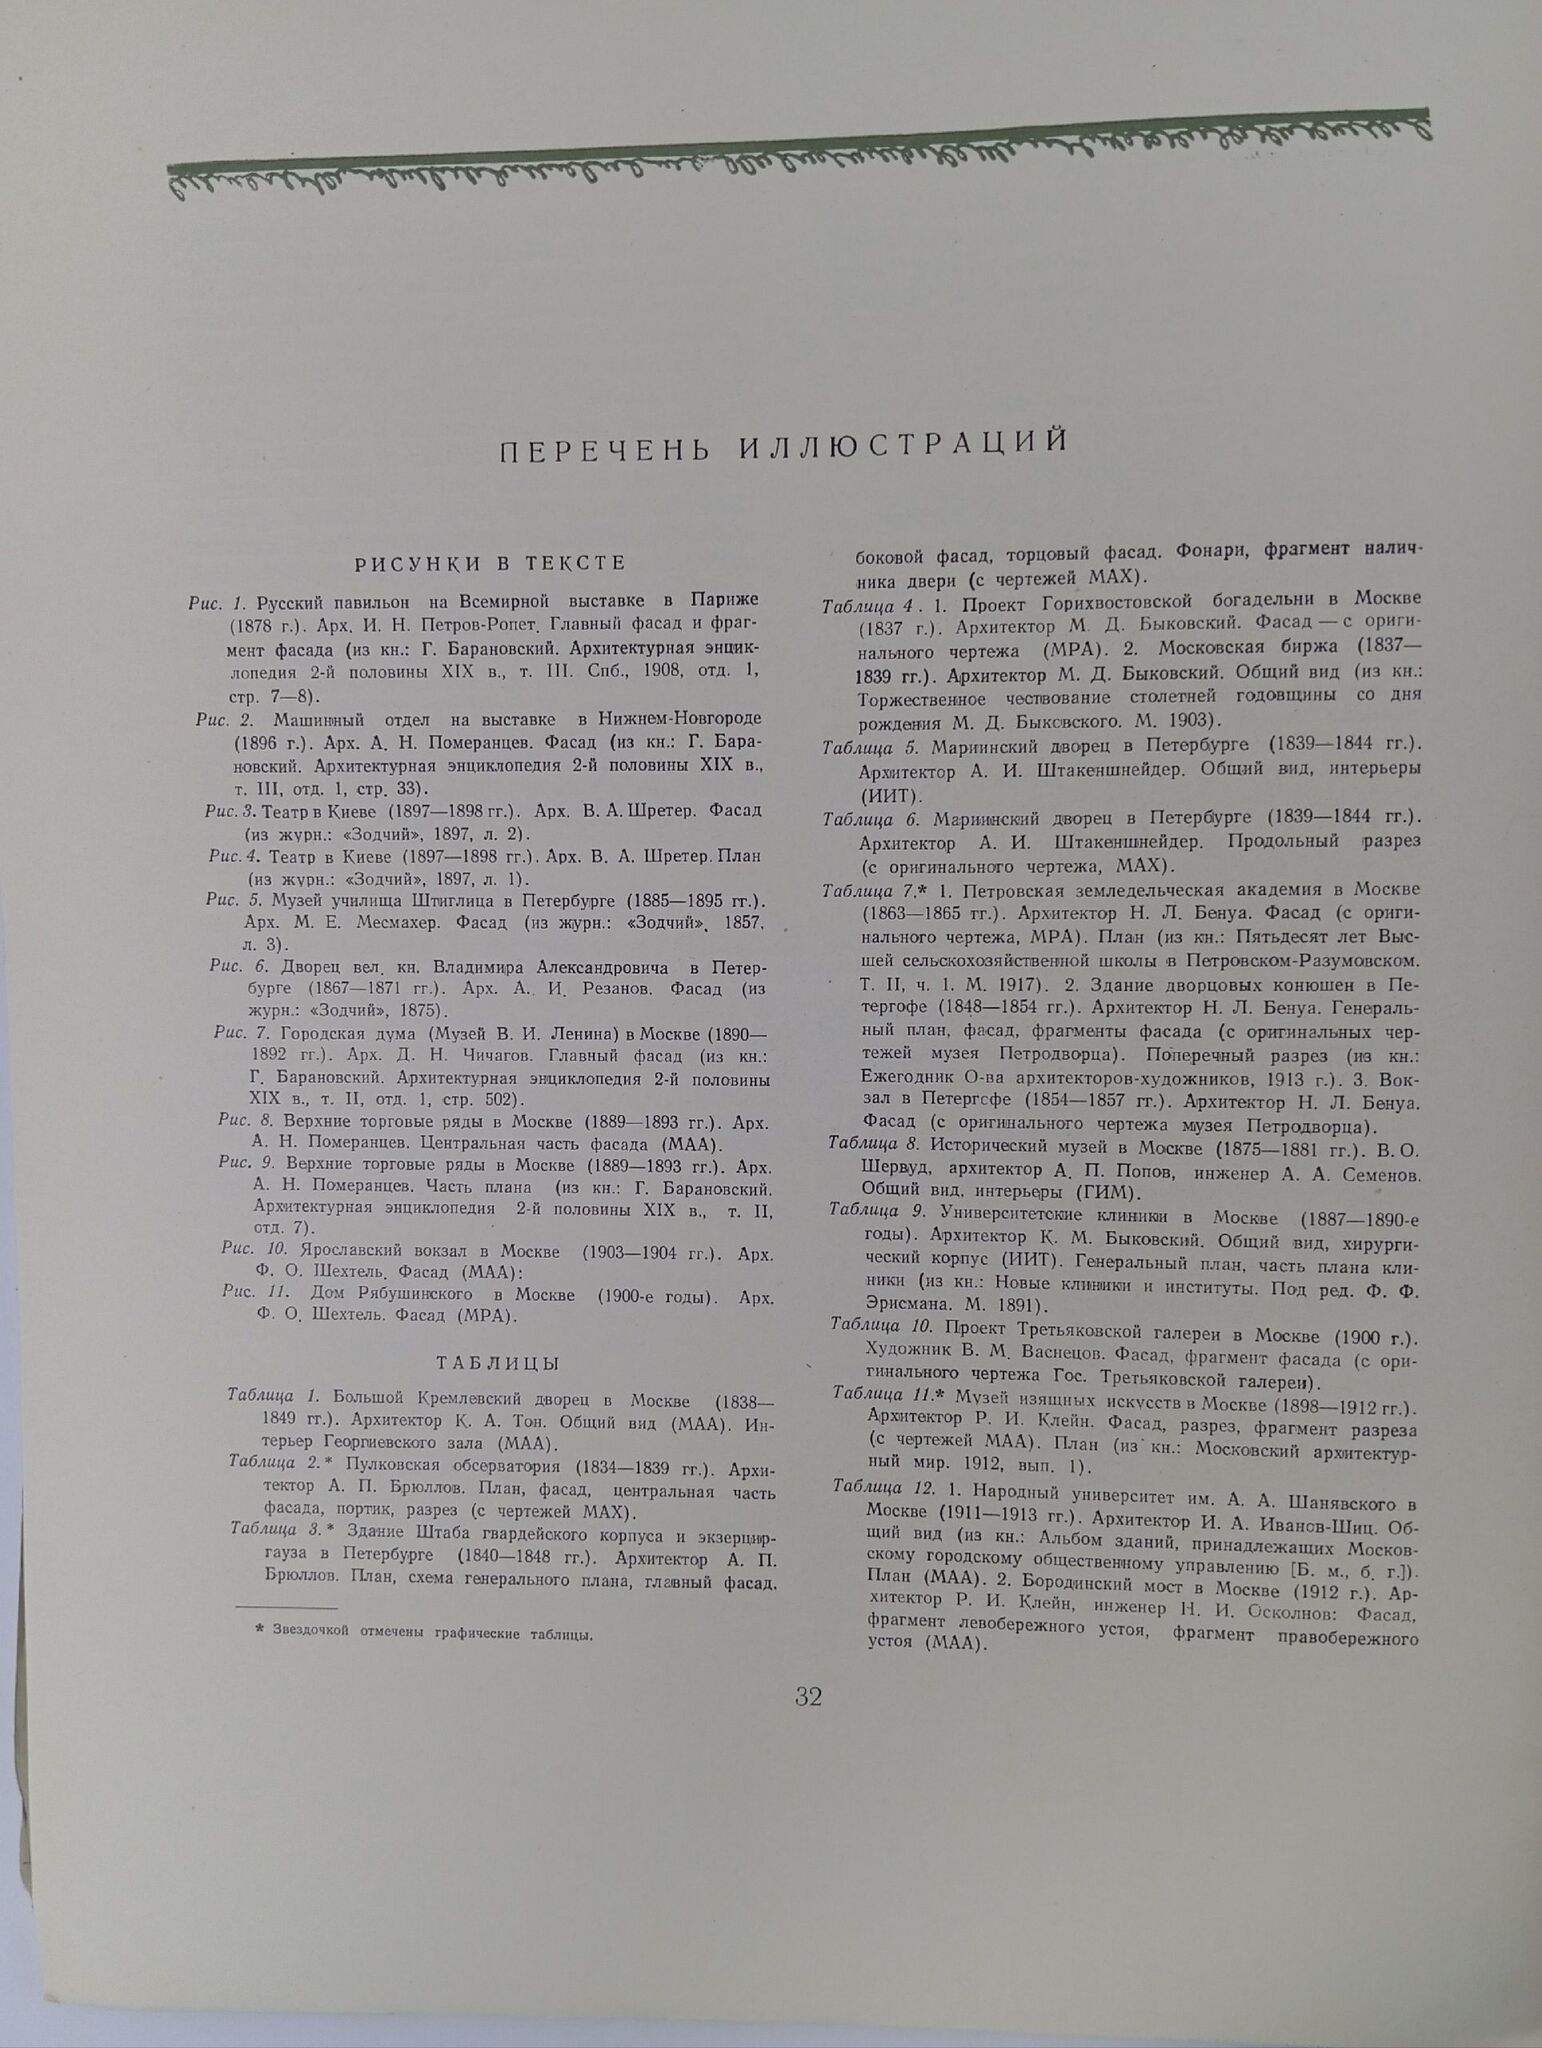 ПЕРЕЧЕНЬ ИЛЛЮСТРАЦИЙ
РИСУНКИ В ТЕКСТЕ
Рис. 1. Русский павильон на Всемирной выставке в Париже
(1878 г.). Арх. И. Н. Петров-Ропет. Главный фасад и фраг-
мент фасада (из кн.: Г. Барановский. Архитектурная энцик-
лопедия 2-й половины XIX в., т. III. Спб., 1908, отд. 1,
стр. 7—8).
Рис. 2. Машинный отдел на выставке в Нижнем-Новгороде
(1896 г.). Арх. А. Н. Померанцев. Фасад (из кн.: Г. Бара-
новский. Архитектурная энциклопедия 2-й половины XIX в.,
т. III, отд. 1, стр. 33).
Рис. 3. Театр в Киеве (1897—1898 гг.). Арх. В. А. Шретер. Фасад
(из журн.: «Зодчий», 1897, л. 2).
Рис. 4. Театр в Киеве (1897—1898 гг.). Арх. В. А. Шретер. План
(из журн.: «Зодчий», 1897, л. 1).
Рис. 5. Музей училища Штиглица в Петербурге (1885—1895 гг.).
Арх. М. Е. Месмахер. Фасад (из журн.: «Зодчий», 1857,
л. 3).
Рис. 6. Дворец вел. кн. Владимира Александровича в Петер-
бурге (1867—1871 гг.). Арх. А. И. Резанов. Фасад (из
журн.: «Зодчий», 1875).
Рис. 7. Городская дума (Музей В. И. Ленина) в Москве (1890—
1892 гг.). Арх. Д. Н. Чичагов. Главный фасад (из кн.:
Г. Барановский. Архитектурная энциклопедия 2-й половины
XIX в., т. II, отд. 1, стр. 502).
Рис. 8. Верхние торговые ряды в Москве (1889—1893 гг.). Арх.
А. Н. Померанцев. Центральная часть фасада (МАА).
Рис. 9. Верхние торговые ряды в Москве (1889—1893 гг.). Арх.
А. Н. Померанцев. Часть плана (из кн.: Г. Барановский.
Архитектурная энциклопедия 2-й половины XIX в., т. II,
отд. 7).
Рис. 10. Ярославский вокзал в Москве (1903—1904 гг.). Арх.
Ф. О. Шехтель. Фасад (МАА):
Рис. 11. Дом Рябушинского в Москве (1900-е годы). Арх.
Ф. О. Шехтель. Фасад (МРА).
ТАБЛИЦЫ
Таблица 1. Большой Кремлевский дворец в Москве (1838—
1849 гг.). Архитектор К. А. Тон. Общий вид (МАА). Ин-
терьер Георгиевского зала (МАА).
Таблица 2.* Пулковская обсерватория (1834—1839 гг.). Архи-
тектор А. П. Брюллов. План, фасад, центральная часть
фасада, портик, разрез (с чертежей МАХ).
Таблица 3.* Здание Штаба гвардейского корпуса и экзерцир-
гауза в Петербурге (1840—1848 гг.). Архитектор А. П.
Брюллов. План, схема генерального плана, главный фасад,
* Звездочкой отмечены графические таблицы.
боковой фасад, торцовый фасад. Фонари, фрагмент налич-
ника двери (с чертежей МАХ).
Таблица 4. 1. Проект Горихвостовской богадельни в Москве
(1837 г.). Архитектор М. Д. Быковский. Фасад — с ориги-
нального чертежа (МРА). 2. Московская биржа (1837—
1839 гг.). Архитектор М. Д. Быковский. Общий вид (из кн.:
Торжественное чествование столетней годовщины со дня
рождения М. Д. Быковского. М. 1903).
Таблица 5. Мариинский дворец в Петербурге (1839—1844 гг.).
Архитектор А. И. Штакеншнейдер. Общий вид, интерьеры
(ИИТ).
Таблица 6. Мариинский дворец в Петербурге (1839—1844 гг.).
Архитектор А. И. Штакеншнейдер. Продольный разрез
(с оригинального чертежа, МАХ).
Таблица 7.* 1. Петровская земледельческая академия в Москве
(1863—1865 гг.). Архитектор Н. Л. Бенуа. Фасад (с ориги-
нального чертежа, МРА). План (из кн.: Пятьдесят лет Выс-
шей сельскохозяйственной школы в Петровском-Разумовском.
Т. II, ч. 1. М. 1917). 2. Здание дворцовых конюшен в Пе-
тергофе (1848—1854 гг.). Архитектор Н. Л. Бенуа. Генераль-
ный план, фасад, фрагменты фасада (с оригинальных чер-
тежей музея Петродворца). Поперечный разрез (из кн.:
Ежегодник О-ва архитекторов-художников, 1913 г.). 3. Вок-
зал в Петергофе (1854—1857 гг.). Архитектор Н. Л. Бенуа.
Фасад (с оригинального чертежа музея Петродворца).
Таблица 8. Исторический музей в Москве (1875—1881 гг.). В. О.
Шервуд, архитектор А. П. Попов, инженер А. А. Семенов.
Общий вид, интерьеры (ГИМ).
Таблица 9. Университетские клиники в Москве (1887—1890-е
годы). Архитектор К. М. Быковский. Общий вид, хирурги-
ческий корпус (ИИТ). Генеральный план, часть плана кли-
ники (из кн.: Новые клиники и институты. Под ред. Ф. Ф.
Эрисмана. М. 1891).
Таблица 10. Проект Третьяковской галереи в Москве (1900 г.).
Художник В. М. Васнецов. Фасад, фрагмент фасада (с ори-
гинального чертежа Гос. Третьяковской галереи).
Таблица 11.* Музей изящных искусств в Москве (1898—1912 гг.).
Архитектор Р. И. Клейн. Фасад, разрез, фрагмент разреза
(с чертежей МАА). План (из кн.: Московский архитектур-
ный мир. 1912, вып. 1).
Таблица 12. 1. Народный университет им. А. А. Шанявского в
Москве (1911—1913 гг.). Архитектор И. А. Иванов-Шиц. Об-
щий вид (из кн.: Альбом зданий, принадлежащих Москов-
скому городскому общественному управлению [Б. м., б. г.]).
План (МАА). 2. Бородинский мост в Москве (1912 г.). Ар-
хитектор Р. И. Клейн, инженер Н. И. Осколнов: Фасад,
фрагмент левобережного устоя, фрагмент правобережного
устоя (МАА).
32